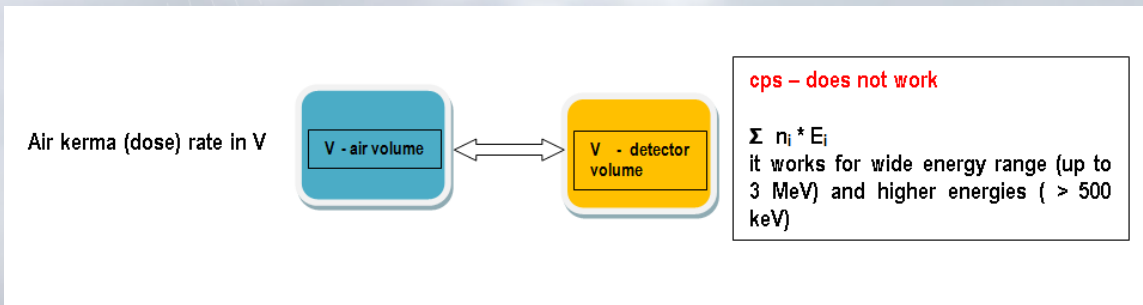 Air kerma (dose) rate in V
V - air volume
V - detector
volume
cps – does not work
Σ nᵢ * Eᵢ
it works for wide energy range (up to
3 MeV) and higher energies ( > 500
keV)